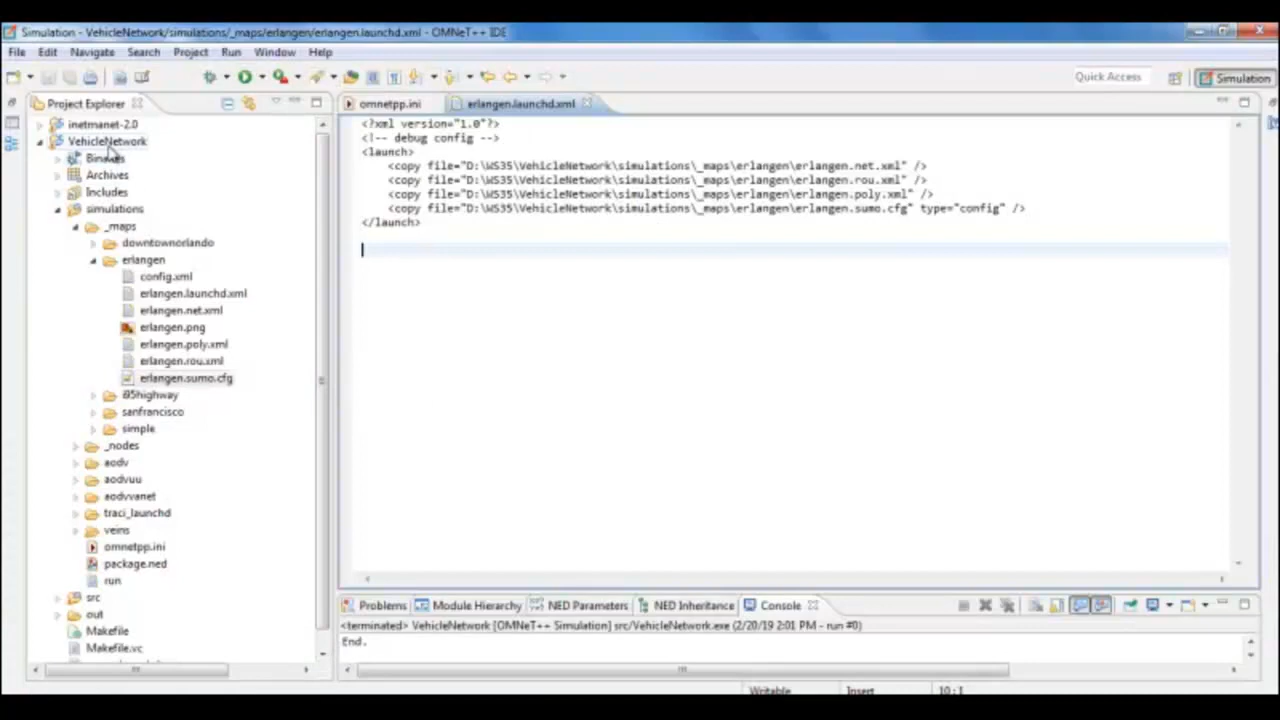 Simulation - VehicleNetwork/simulations/_maps/erlangen/erlangen.launchd.xml - OMNeT++ IDE
File Edit Navigate Search Project Run Window Help
Quick Access
Simulation
Project Explorer
inetmanet-2.0
VehicleNetwork
Binaries
Archives
Includes
simulations
_maps
downtownorlando
erlangen
config.xml
erlangen.launchd.xml
erlangen.net.xml
erlangen.png
erlangen.poly.xml
erlangen.rou.xml
erlangen.sumo.cfg
i95highway
sanfrancisco
simple
_nodes
aodv
aodvuu
aodvvanet
traci_launchd
veins
omnetpp.ini
package.ned
run
src
out
Makefile
Makefile.vc
omnetpp.ini erlangen.launchd.xml
<?xml version="1.0"?>
<!-- debug config -->
<launch>
<copy file="D:\WS35\VehicleNetwork\simulations\_maps\erlangen\erlangen.net.xml" />
<copy file="D:\WS35\VehicleNetwork\simulations\_maps\erlangen\erlangen.rou.xml" />
<copy file="D:\WS35\VehicleNetwork\simulations\_maps\erlangen\erlangen.poly.xml" />
<copy file="D:\WS35\VehicleNetwork\simulations\_maps\erlangen\erlangen.sumo.cfg" type="config" />
</launch>
Problems Module Hierarchy NED Parameters NED Inheritance Console
<terminated> VehicleNetwork [OMNeT++ Simulation] src/VehicleNetwork.exe (2/20/19 2:01 PM - run #0)
End.
Writable Insert 10 : 1